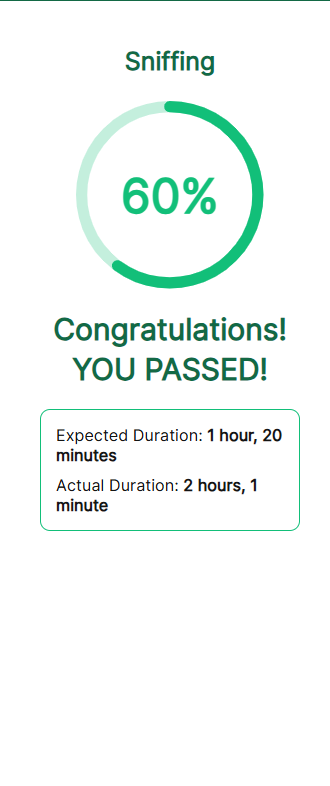 Sniffing
60%
Congratulations!
YOU PASSED!
Expected Duration: 1 hour, 20
minutes
Actual Duration: 2 hours, 1
minute